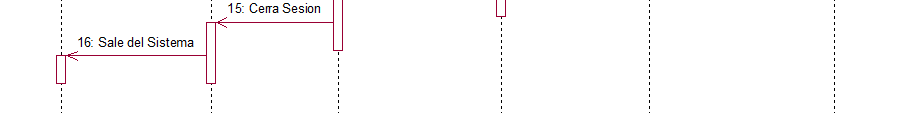 15: Cerra Sesion
16: Sale del Sistema